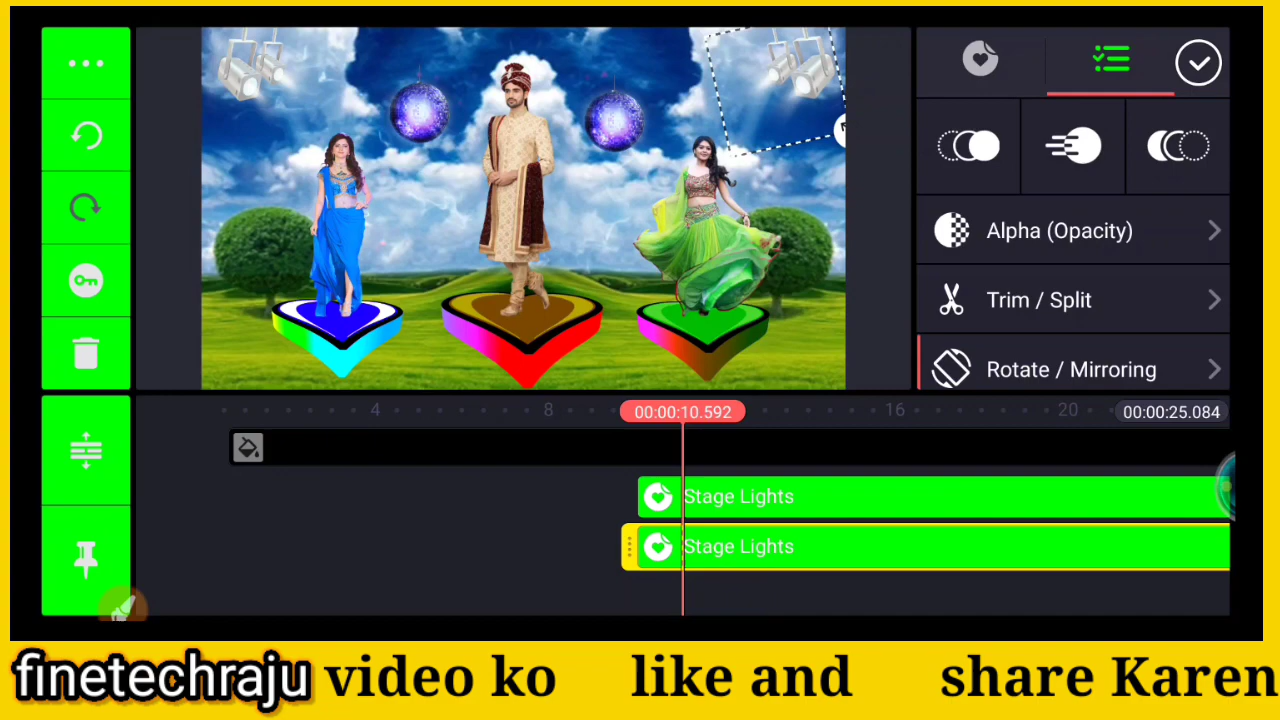 Alpha (Opacity)
Trim / Split
Rotate / Mirroring
4 8 00:00:10.592 16 20 00:00:25.084
Stage Lights
Stage Lights
finetechraju video ko like and share Karen